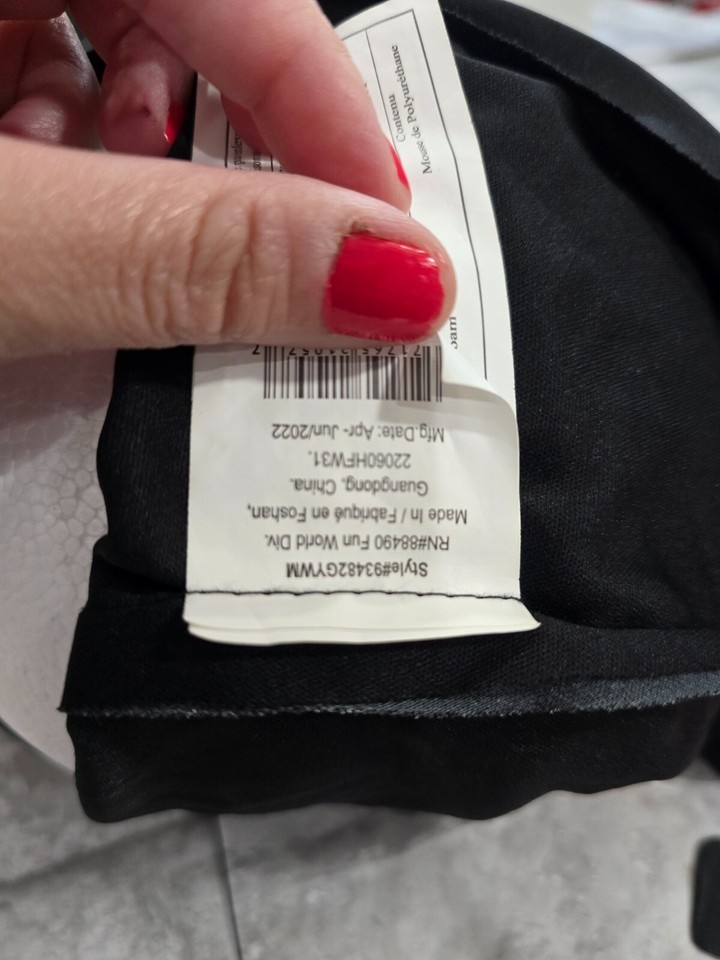 Style#93482GYWM
RN#88490 Fun World Div.
Made In / Fabriqué en Foshan,
Guangdong, China.
22060HFW31.
Mfg.Date: Apr- Jun/2022
Contenu
Mousse de Polyuréthane